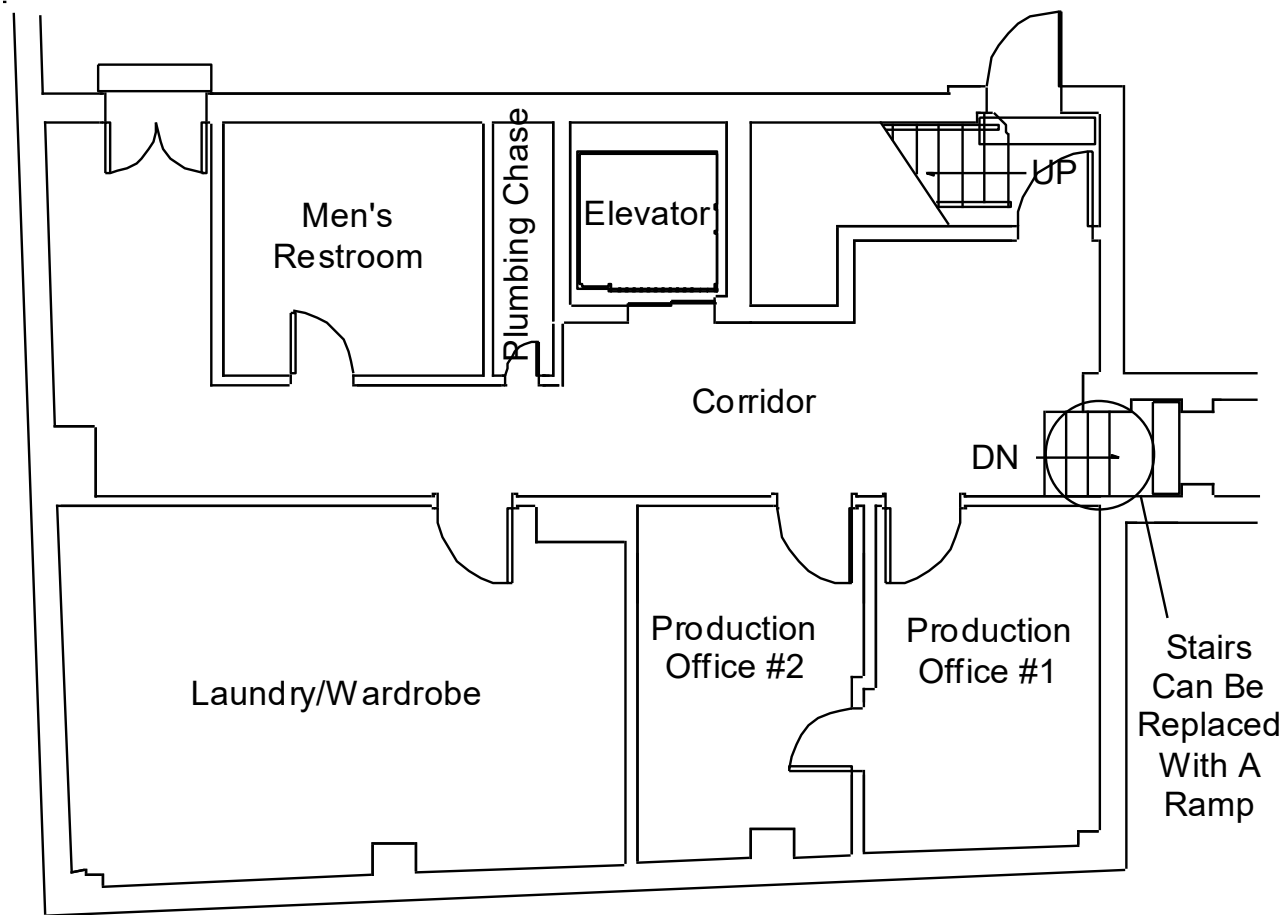 Men's
Restroom
Plumbing Chase
Elevator
UP
Corridor
DN
Laundry/Wardrobe
Production
Office #2
Production
Office #1
Stairs
Can Be
Replaced
With A
Ramp